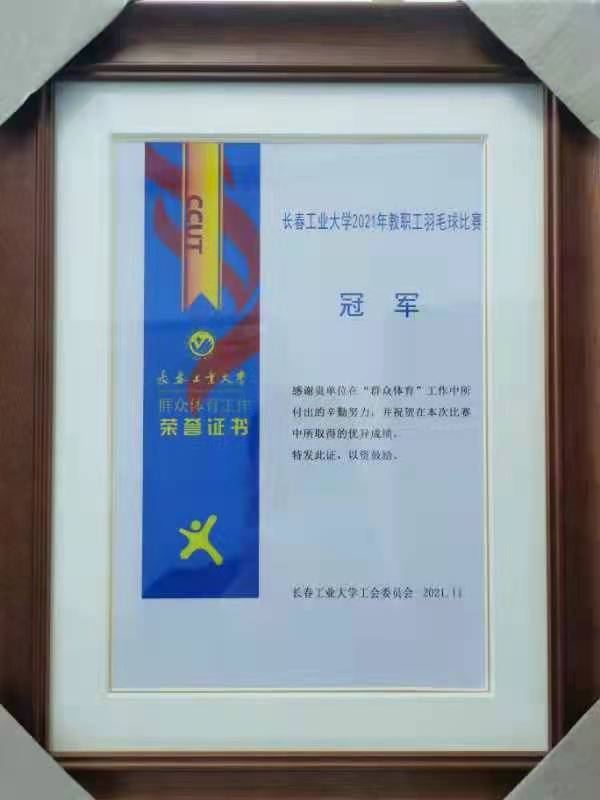 CCUT
长春工业大学
群众体育工作
荣誉证书
长春工业大学2021年教职工羽毛球比赛
冠军
感谢贵单位在“群众体育”工作中所
付出的辛勤努力，并祝贺在本次比赛
中所取得的优异成绩。
特发此证，以资鼓励。
长春工业大学工会委员会 2021.11